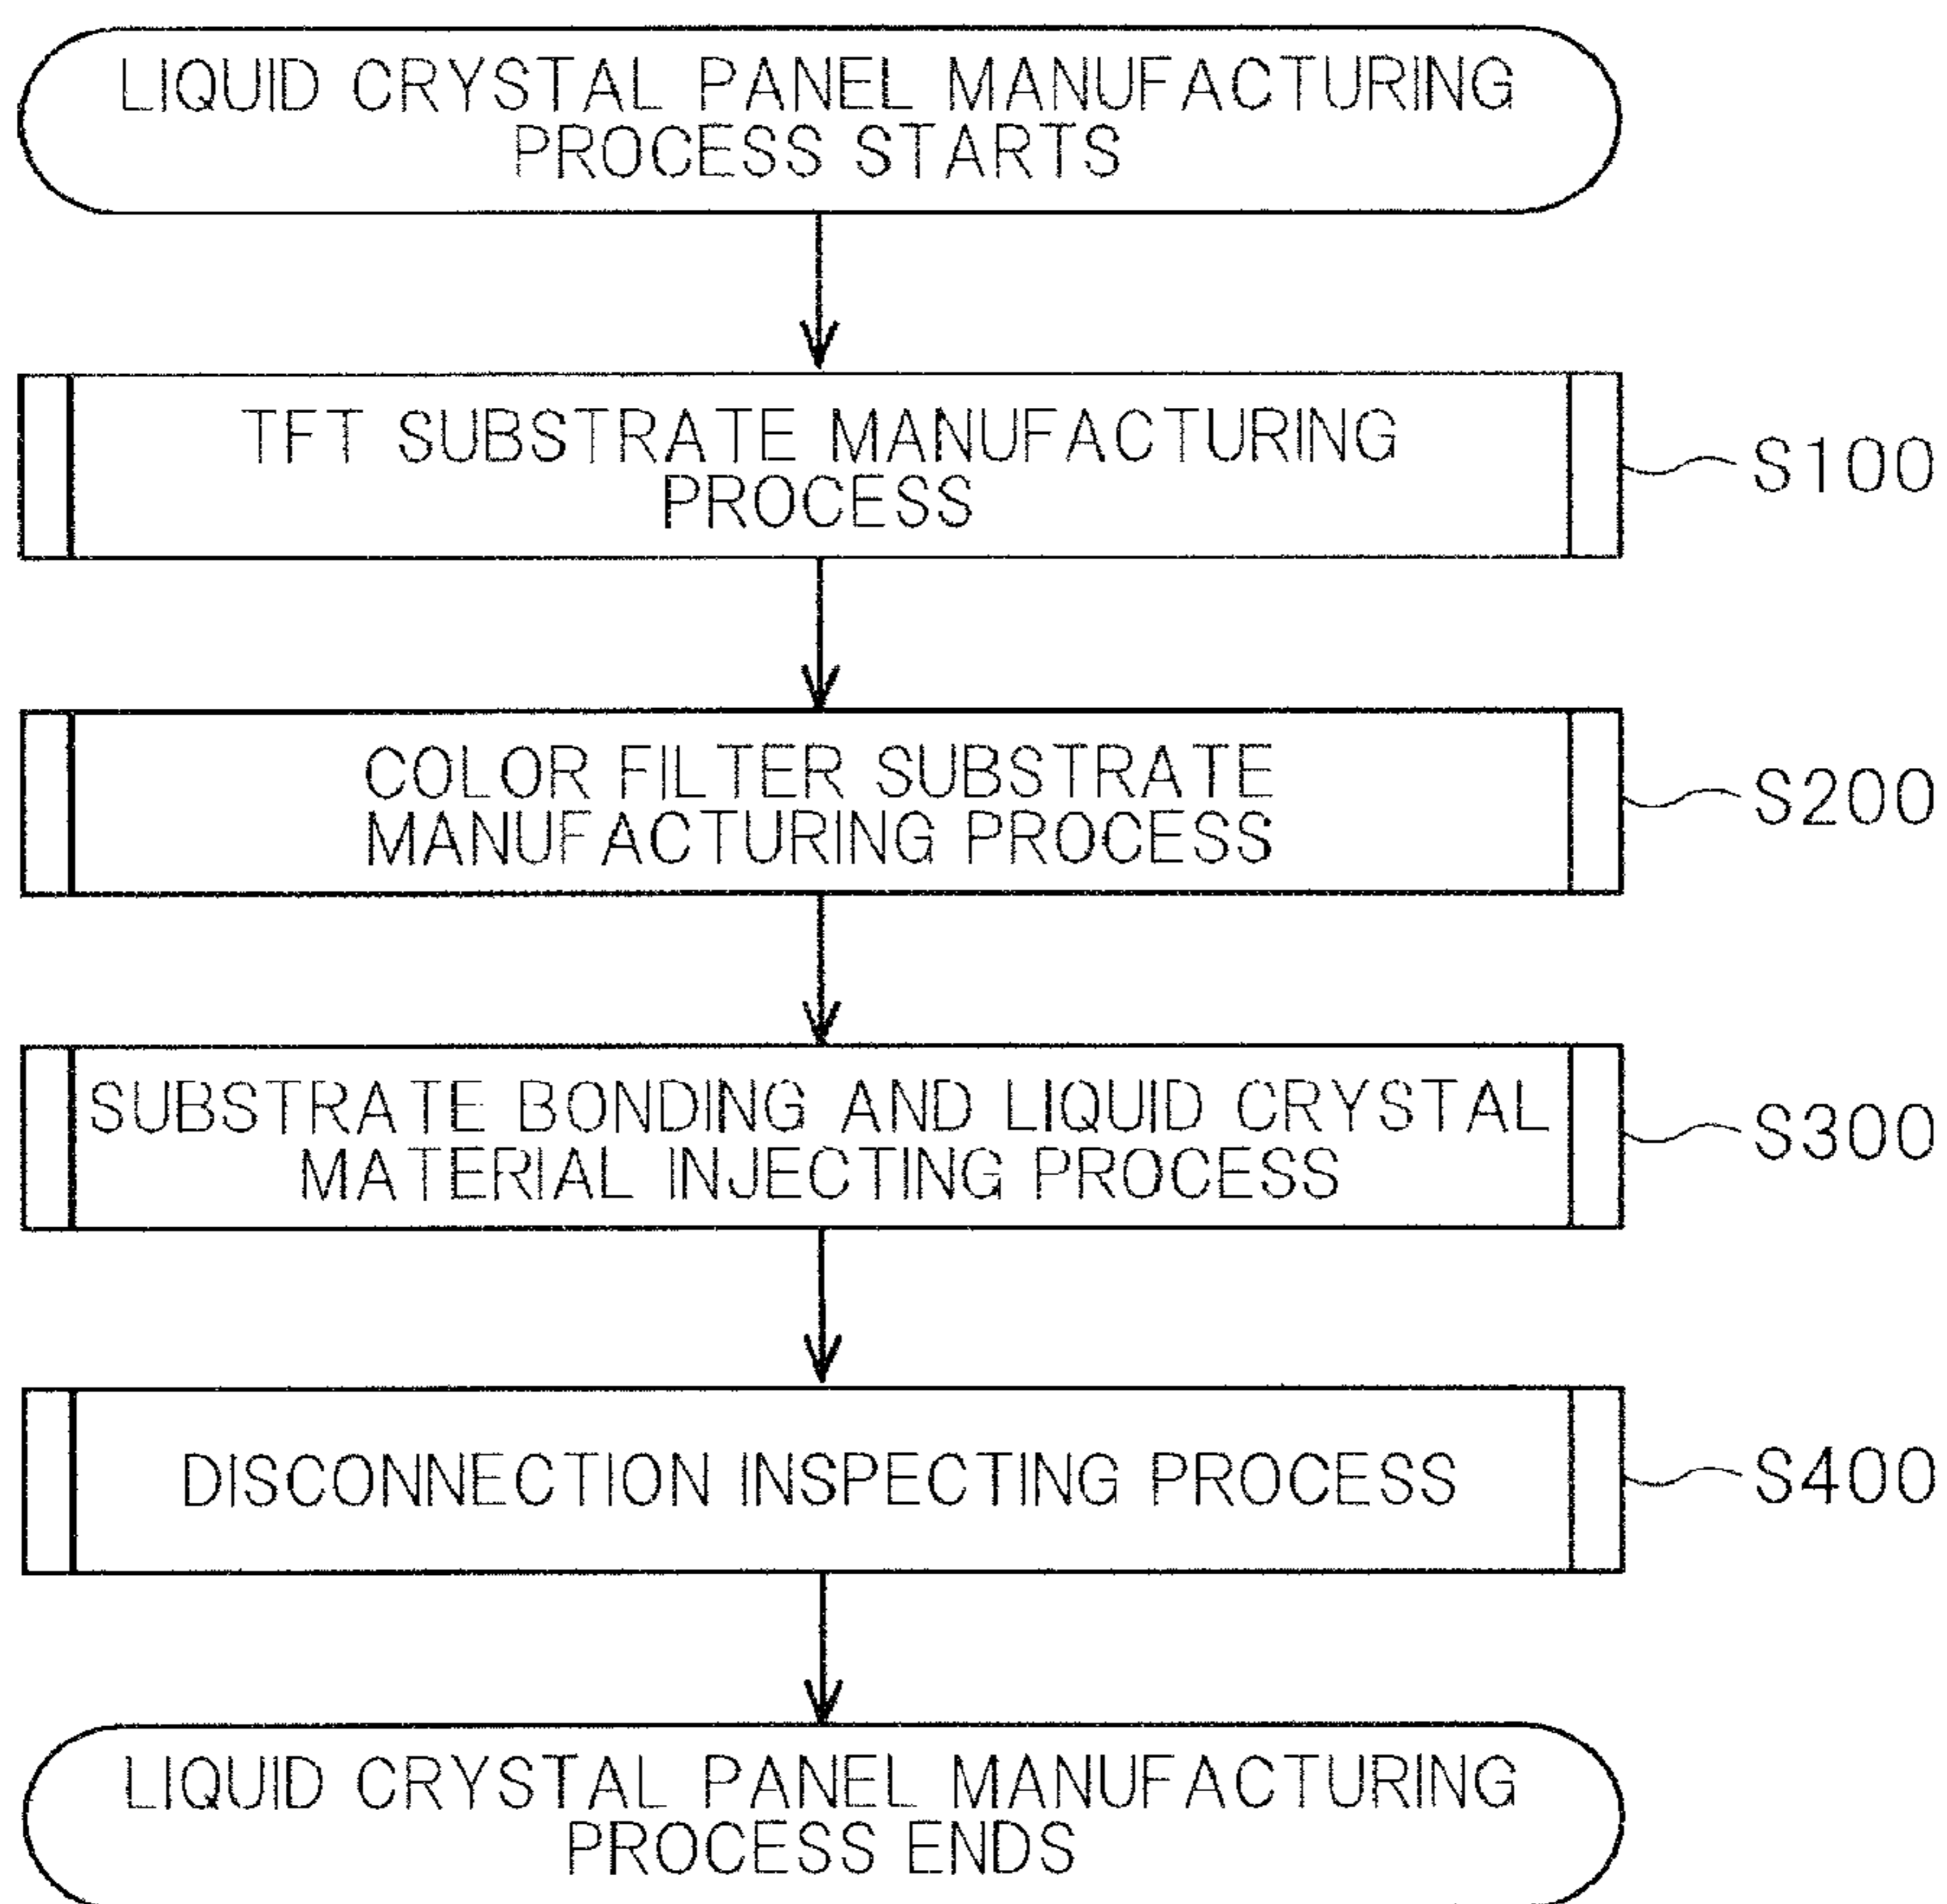 LIQUID CRYSTAL PANEL MANUFACTURING
PROCESS STARTS
TFT SUBSTRATE MANUFACTURING
PROCESS
S100
COLOR FILTER SUBSTRATE
MANUFACTURING PROCESS
S200
SUBSTRATE BONDING AND LIQUID CRYSTAL
MATERIAL INJECTING PROCESS
S300
DISCONNECTION INSPECTING PROCESS
S400
LIQUID CRYSTAL PANEL MANUFACTURING
PROCESS ENDS